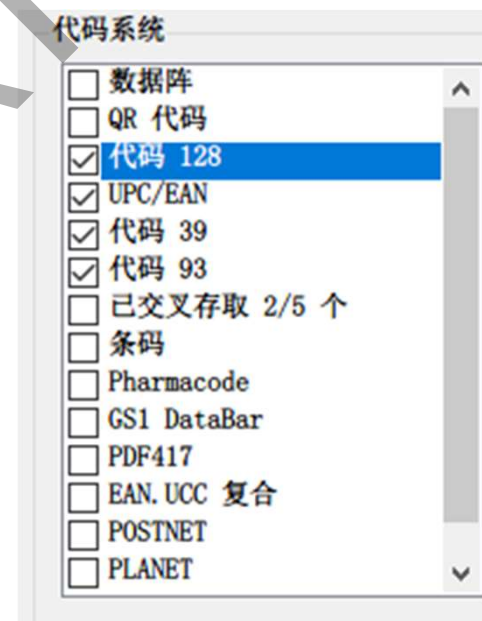 代码系统
数据阵
QR 代码
代码 128
UPC/EAN
代码 39
代码 93
已交叉存取 2/5 个
条码
Pharmacode
GS1 DataBar
PDF417
EAN.UCC 复合
POSTNET
PLANET